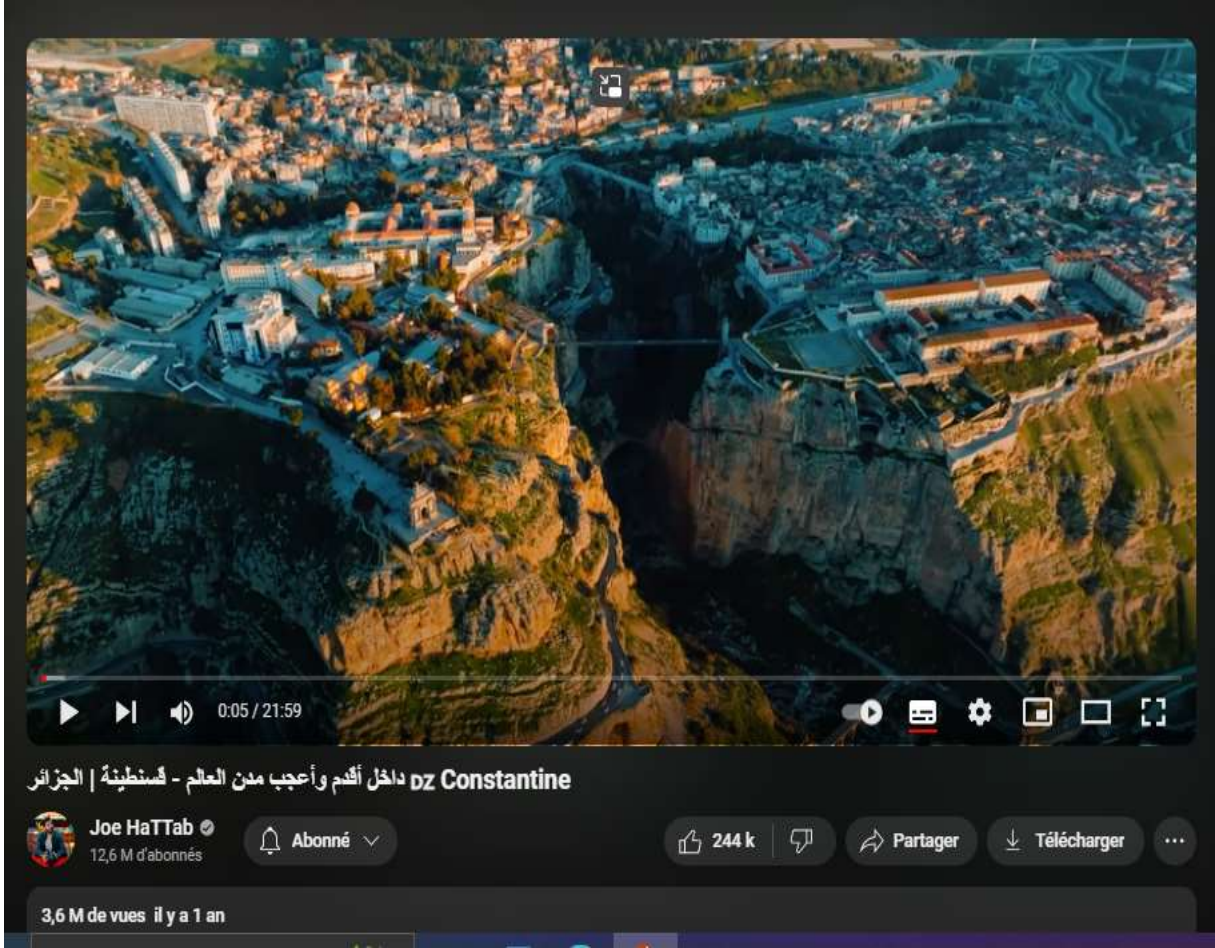 0:05 / 21:59
داخل أقدم وأعجب مدن العالم - قسنطينة | الجزائر DZ Constantine
Joe HaTTab
12,6 M d'abonnés
Abonné
244 k
Partager
Télécharger
3,6 M de vues il y a 1 an